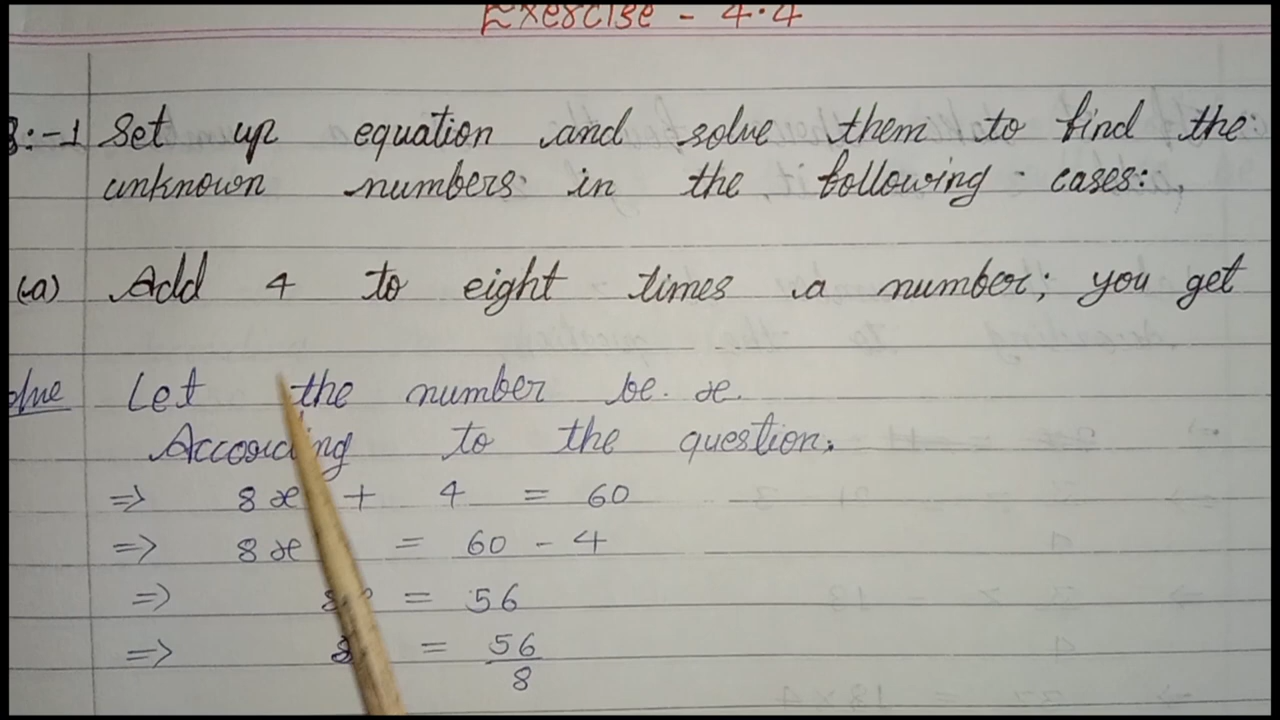 Exercise - 4.4
:-1 Set up equation and solve them to find the
unknown numbers in the following cases:
(a) Add 4 to eight times a number; you get
Let the number be x.
According to the question.
=> 8x + 4 = 60
=> 8x = 60 - 4
=> = 56
=> = 56/8